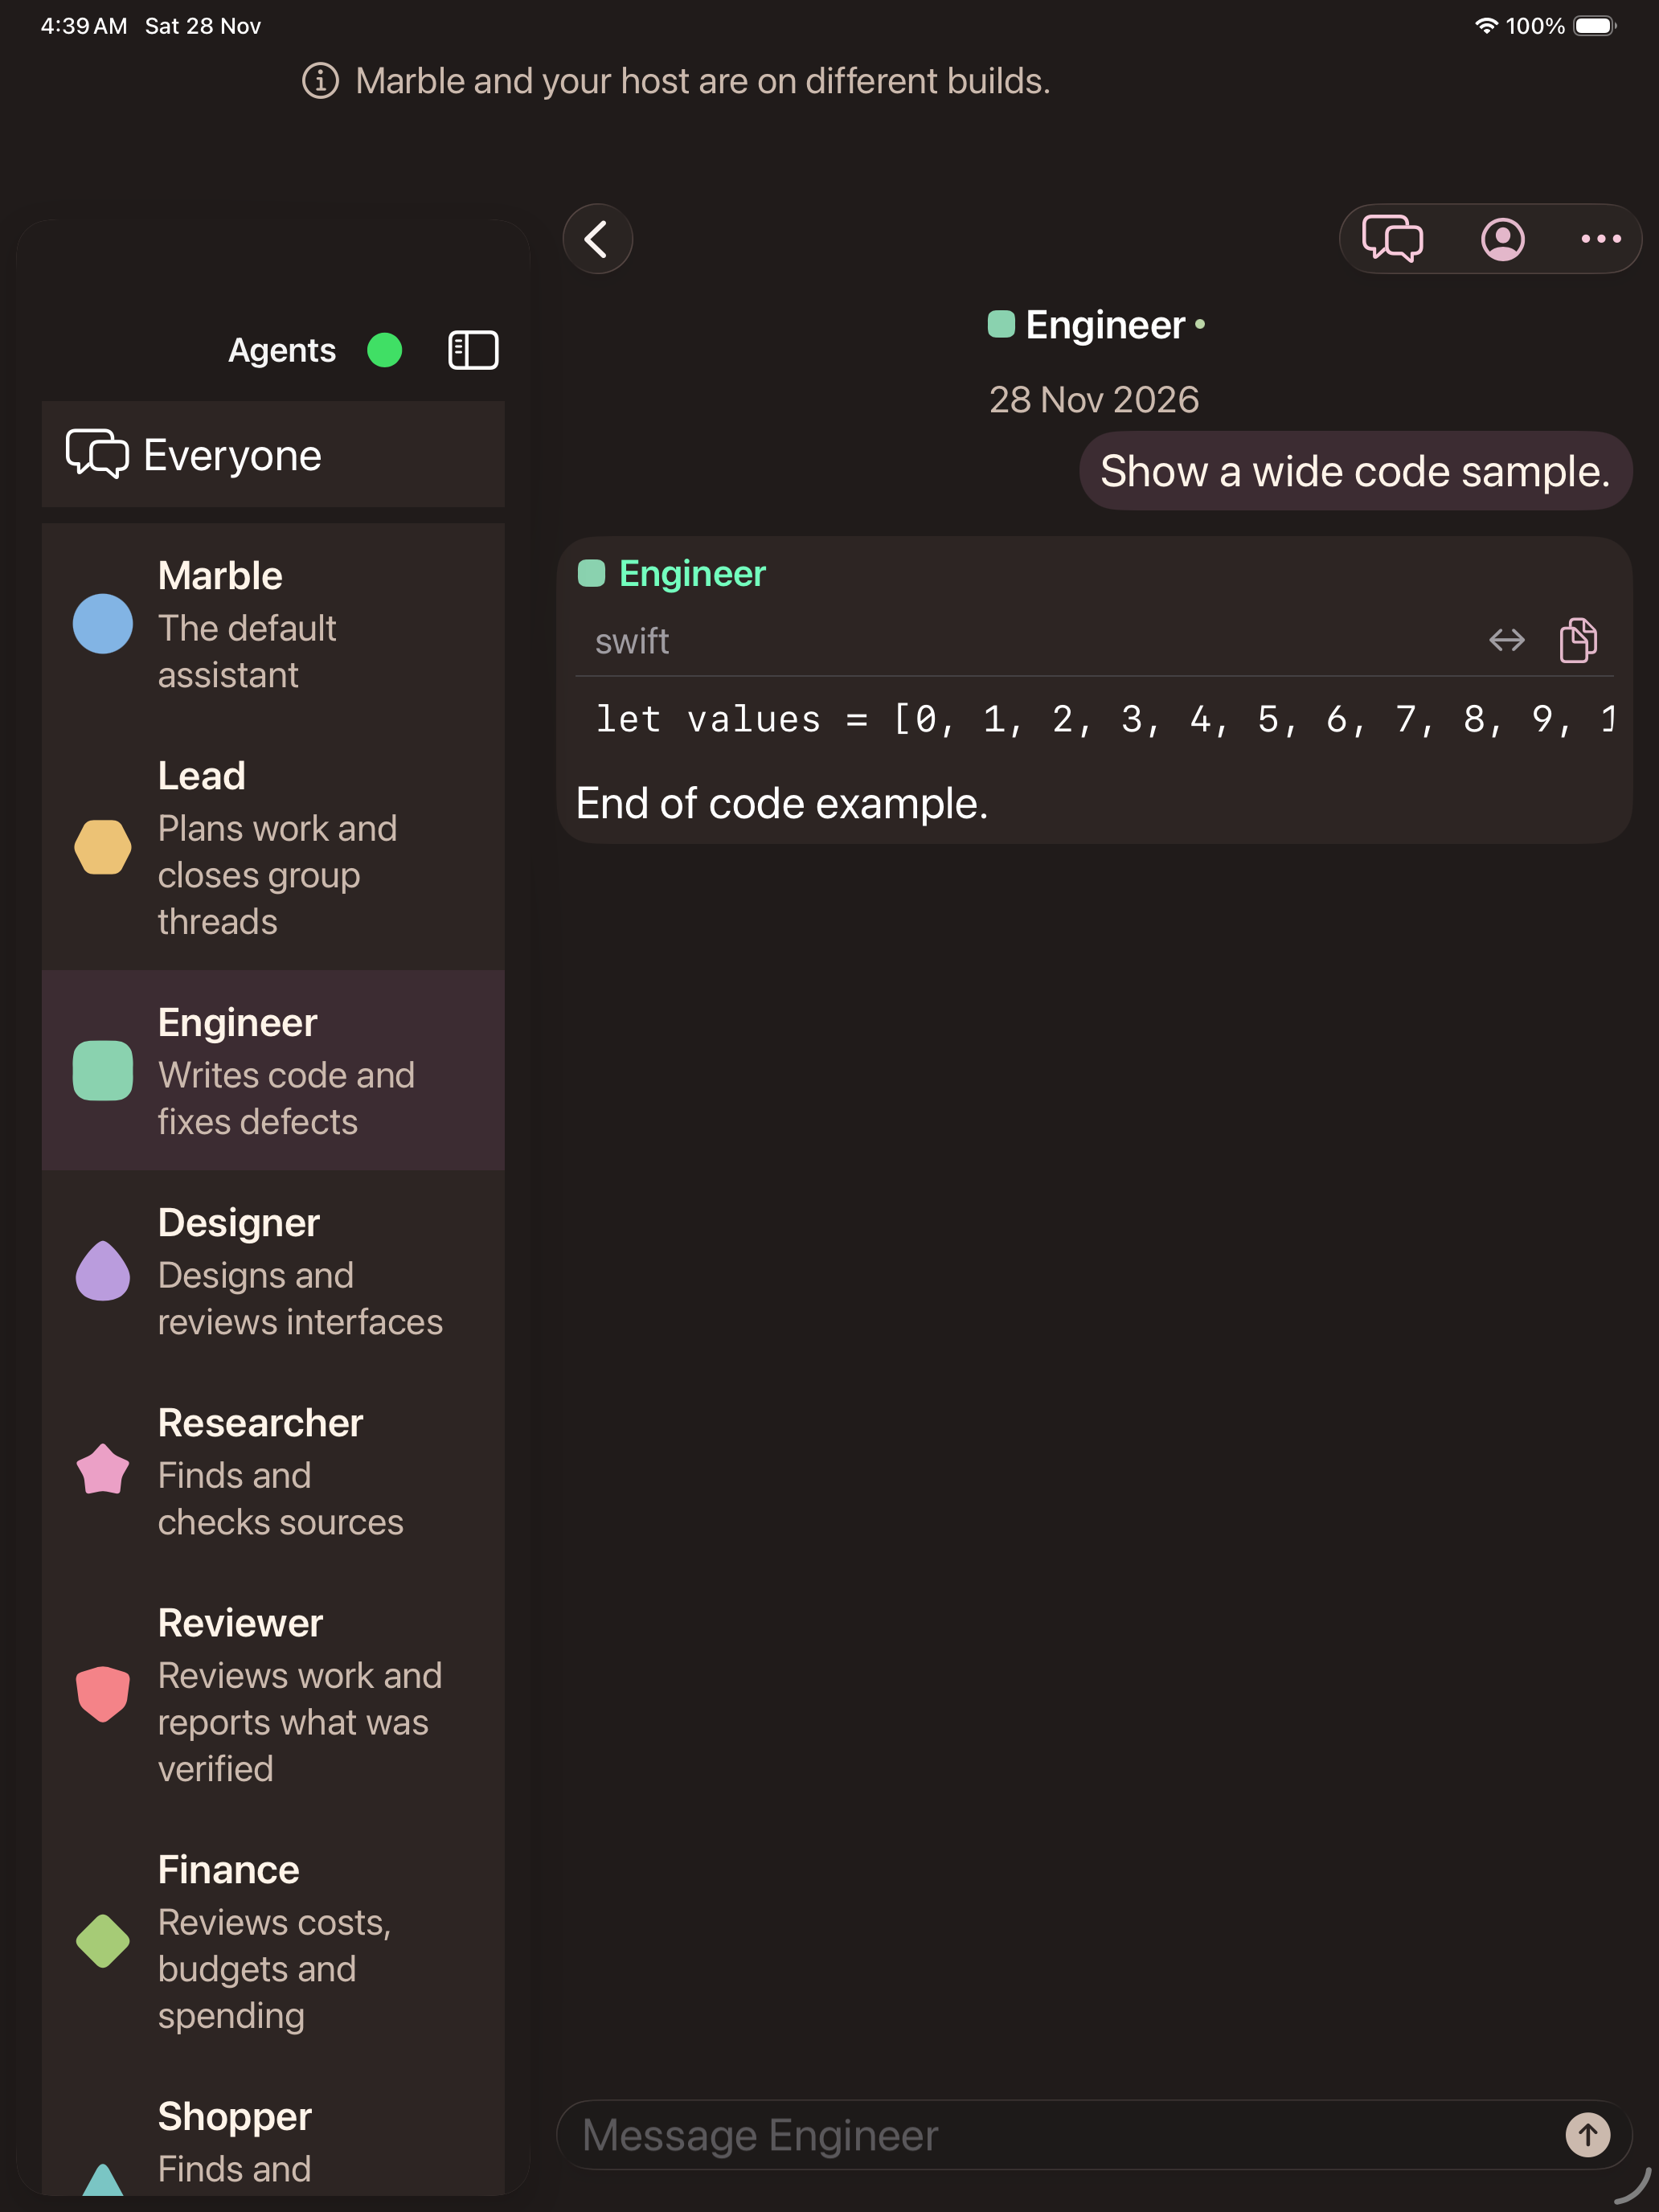 4:39 AM Sat 28 Nov
100%
Marble and your host are on different builds.
Agents
Everyone
Marble
The default
assistant
Lead
Plans work and
closes group
threads
Engineer
Writes code and
fixes defects
Designer
Designs and
reviews interfaces
Researcher
Finds and
checks sources
Reviewer
Reviews work and
reports what was
verified
Finance
Reviews costs,
budgets and
spending
Shopper
Finds and
Engineer
28 Nov 2026
Show a wide code sample.
Engineer
swift
let values = [0, 1, 2, 3, 4, 5, 6, 7, 8, 9, 1
End of code example.
Message Engineer